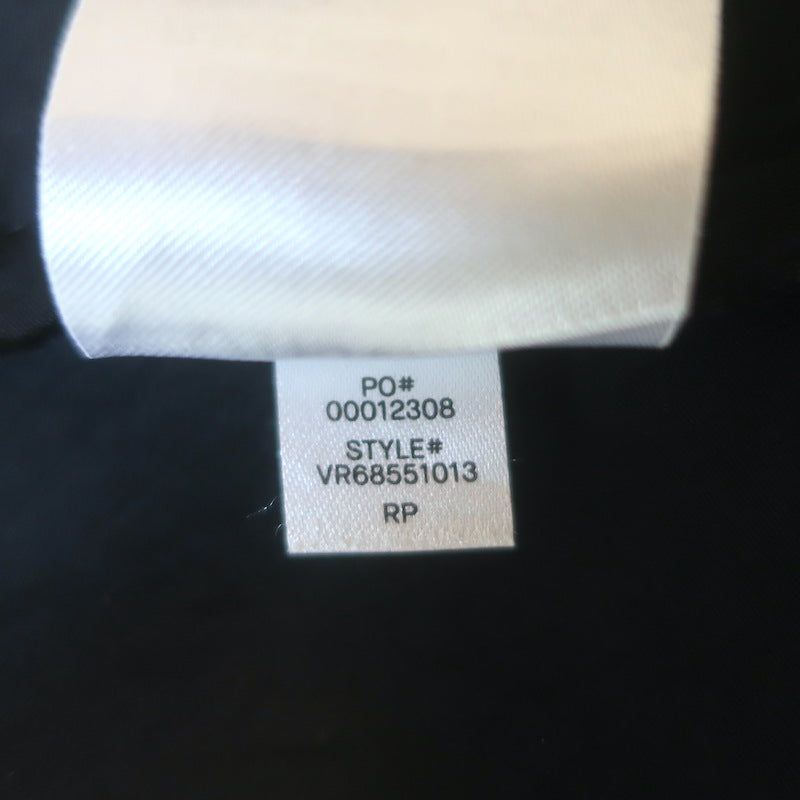 PO#
00012308
STYLE#
VR68551013
RP